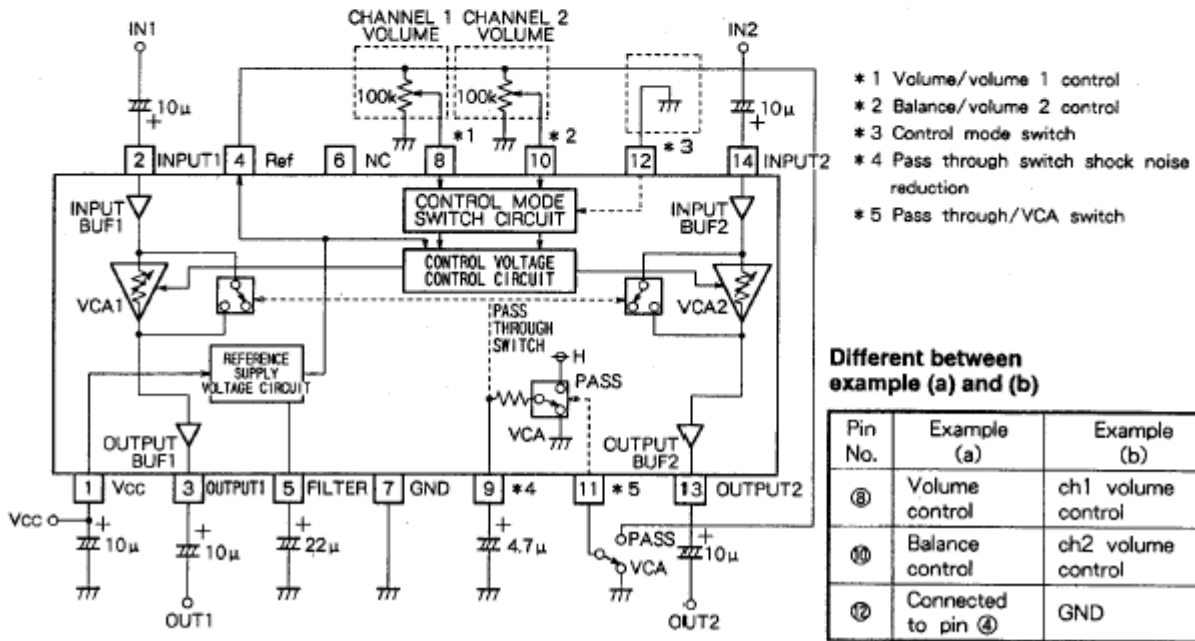 CHANNEL 1 VOLUME
CHANNEL 2 VOLUME
IN1
IN2
10μ
+
100k
100k
10μ
+
*1
*2
*3
2 INPUT1
4 Ref
6 NC
8
10
12
14 INPUT2
INPUT BUF1
CONTROL MODE SWITCH CIRCUIT
INPUT BUF2
CONTROL VOLTAGE CONTROL CIRCUIT
VCA1
VCA2
PASS THROUGH SWITCH
REFERENCE SUPPLY VOLTAGE CIRCUIT
H
PASS
VCA
OUTPUT BUF1
OUTPUT BUF2
1 Vcc
3 OUTPUT1
5 FILTER
7 GND
9 *4
11 *5
13 OUTPUT2
Vcc
+
10μ
+
10μ
+
22μ
+
4.7μ
PASS
VCA
+
10μ
OUT1
OUT2
*1 Volume/volume 1 control
*2 Balance/volume 2 control
*3 Control mode switch
*4 Pass through switch shock noise
reduction
*5 Pass through/VCA switch
Different between
example (a) and (b)
Pin No. Example (a) Example (b)
⑧ Volume control ch1 volume control
⑩ Balance control ch2 volume control
⑫ Connected to pin ④ GND